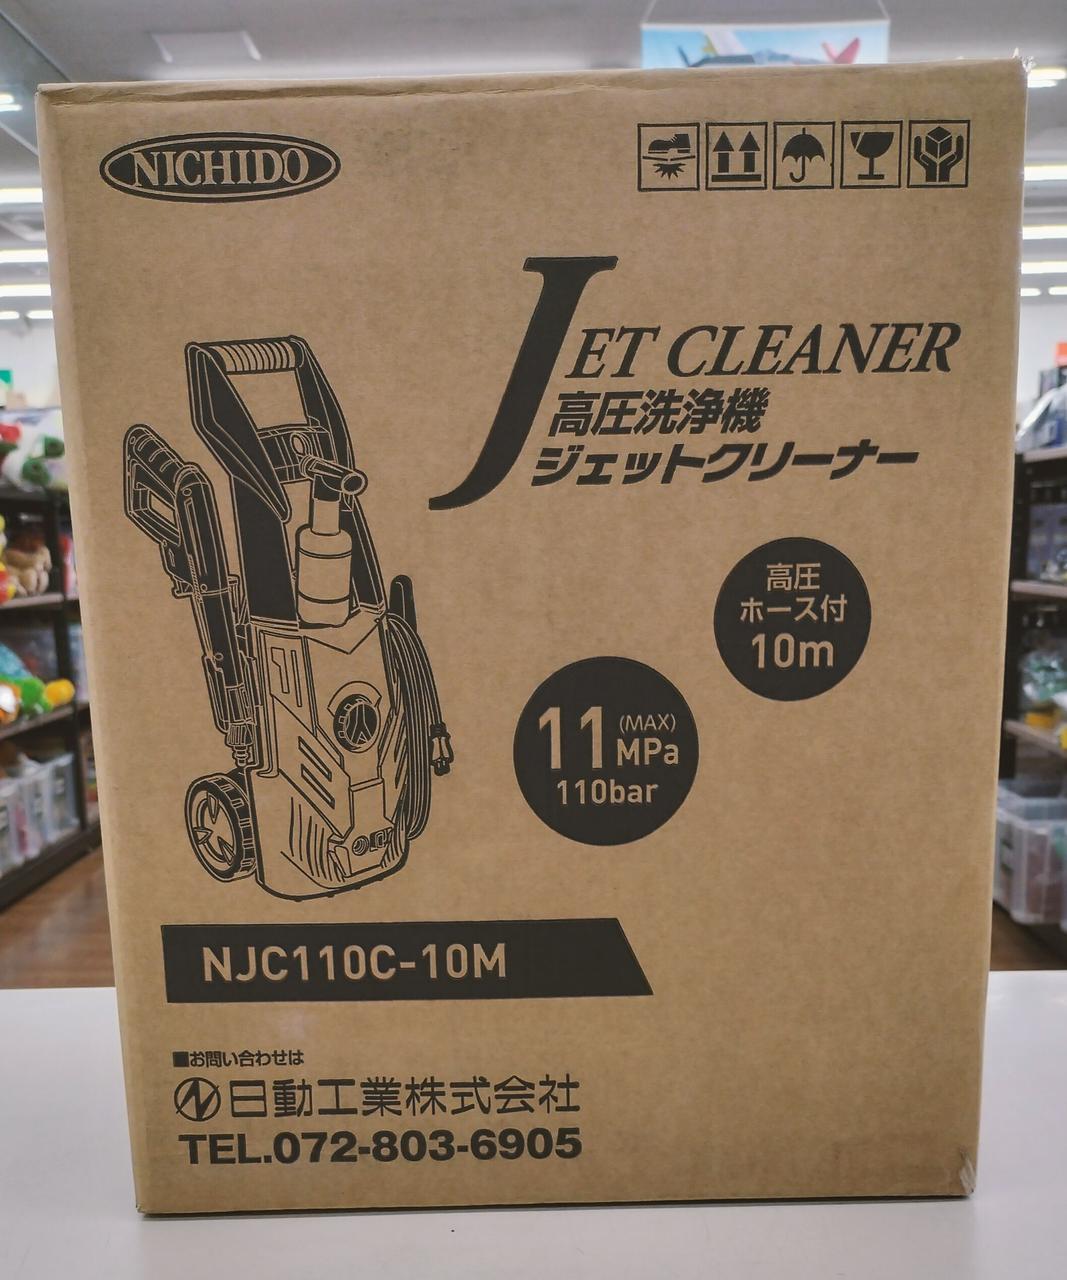 NICHIDO
JET CLEANER
高圧洗浄機
ジェットクリーナー
高圧
ホース付
10m
11 (MAX) MPa
110bar
NJC110C-10M
■お問い合わせは
日動工業株式会社
TEL.072-803-6905